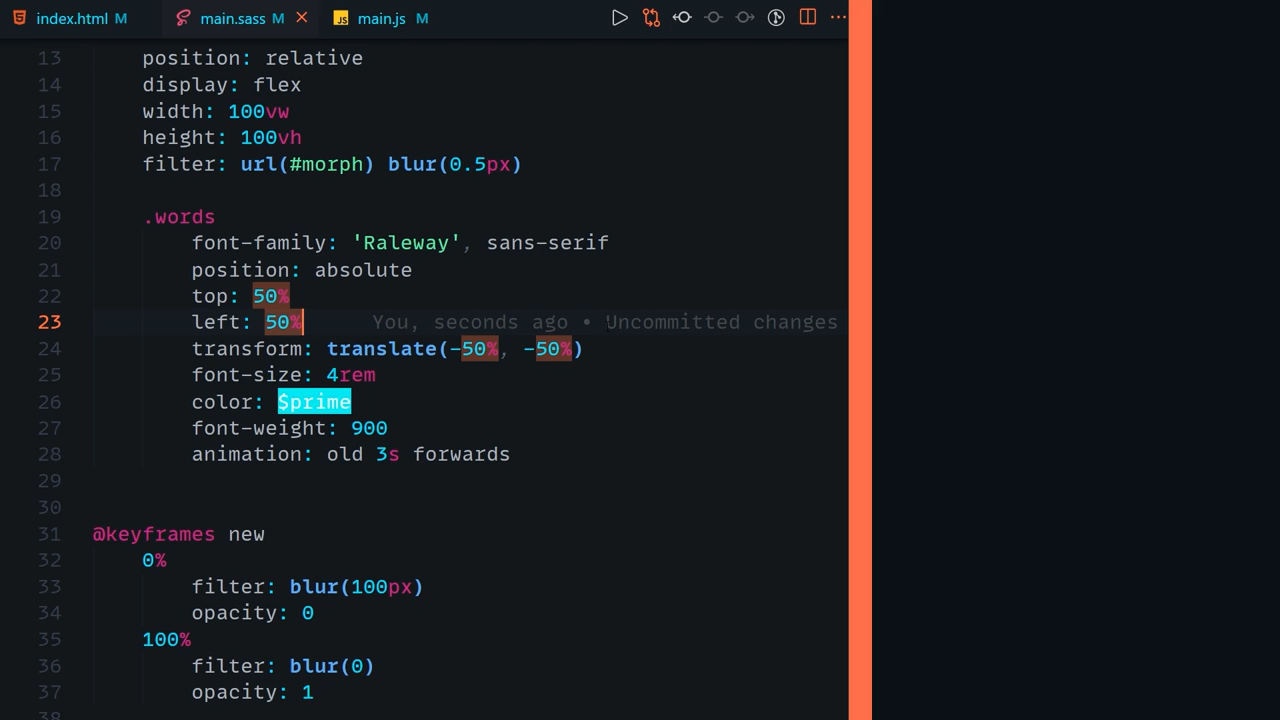 index.html M main.sass M main.js M
13 position: relative
14 display: flex
15 width: 100vw
16 height: 100vh
17 filter: url(#morph) blur(0.5px)
18
19 .words
20 font-family: 'Raleway', sans-serif
21 position: absolute
22 top: 50%
23 left: 50% You, seconds ago • Uncommitted changes
24 transform: translate(-50%, -50%)
25 font-size: 4rem
26 color: $prime
27 font-weight: 900
28 animation: old 3s forwards
29
30
31 @keyframes new
32 0%
33 filter: blur(100px)
34 opacity: 0
35 100%
36 filter: blur(0)
37 opacity: 1
38